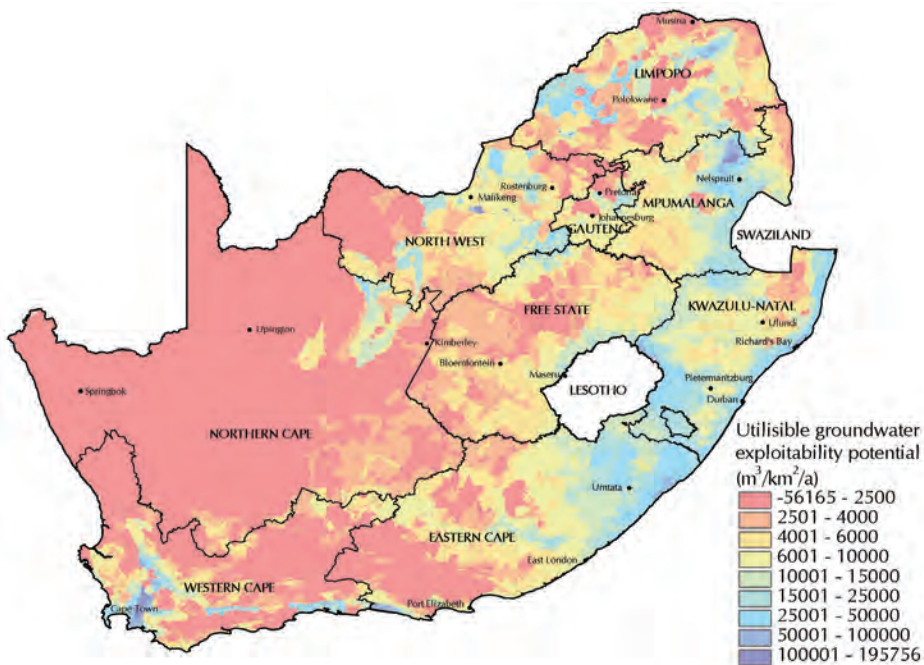 Musina
LIMPOPO
Polokwane
Nelspruit
Rustenburg
Pretoria
Mafikeng
MPUMALANGA
Johannesburg
GAUTENG
SWAZILAND
NORTH WEST
FREE STATE
KWAZULU-NATAL
Upington
Ulundi
Kimberley
Richard's Bay
Bloemfontein
Maseru
Springbok
LESOTHO
Pietermaritzburg
Durban
NORTHERN CAPE
Umtata
EASTERN CAPE
East London
WESTERN CAPE
Port Elizabeth
Cape Town
Utilisible groundwater
exploitability potential
(m³/km²/a)
-56165 - 2500
2501 - 4000
4001 - 6000
6001 - 10000
10001 - 15000
15001 - 25000
25001 - 50000
50001 - 100000
100001 - 195756